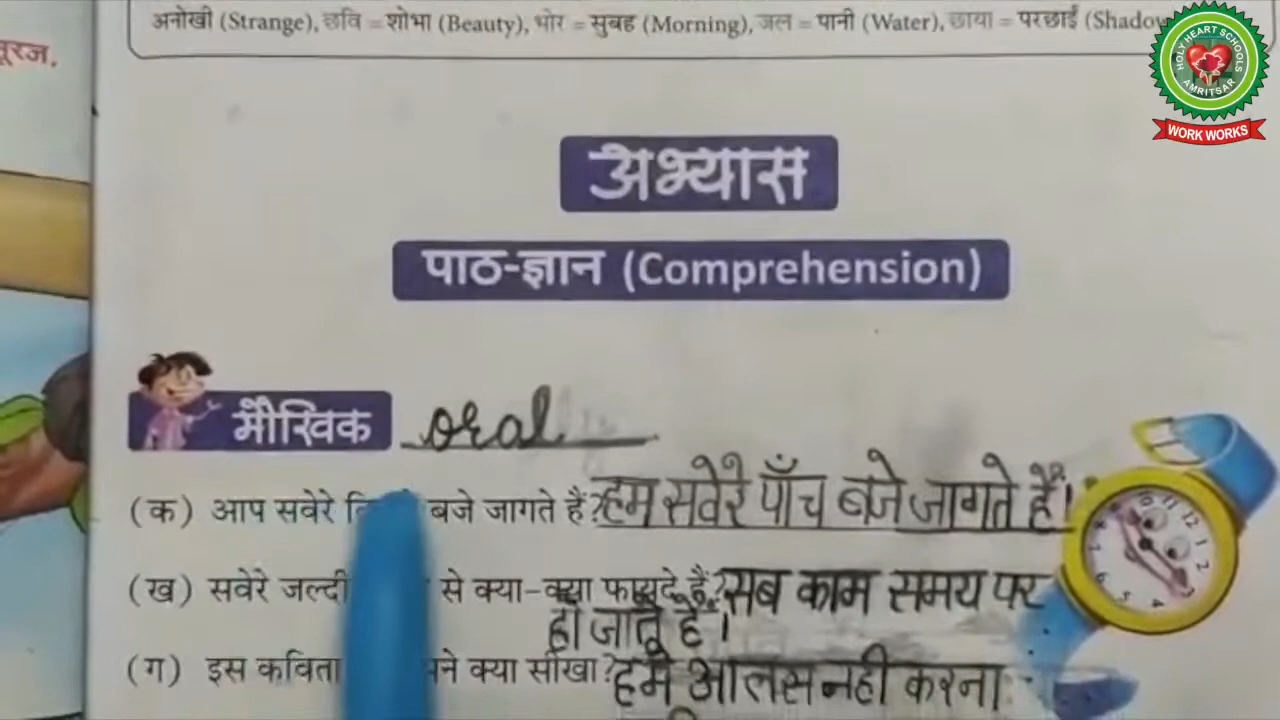 अनोखी (Strange), छवि = शोभा (Beauty), भोर = सुबह (Morning), जल = पानी (Water), छाया = परछाईं (Shadow
सूरज,
HOLY HEART SCHOOLS
AMRITSAR
WORK WORKS
अभ्यास
पाठ-ज्ञान (Comprehension)
मौखिक oral
(क) आप सवेरे बजे जागते हैं? हम सवेरे पाँच बजे जागते हैं।
(ख) सवेरे जल्दी से क्या-क्या फायदे हैं? सब काम समय पर
हो जाते हैं।
(ग) इस कविता क्या सीखा? हमें आलस नही करना